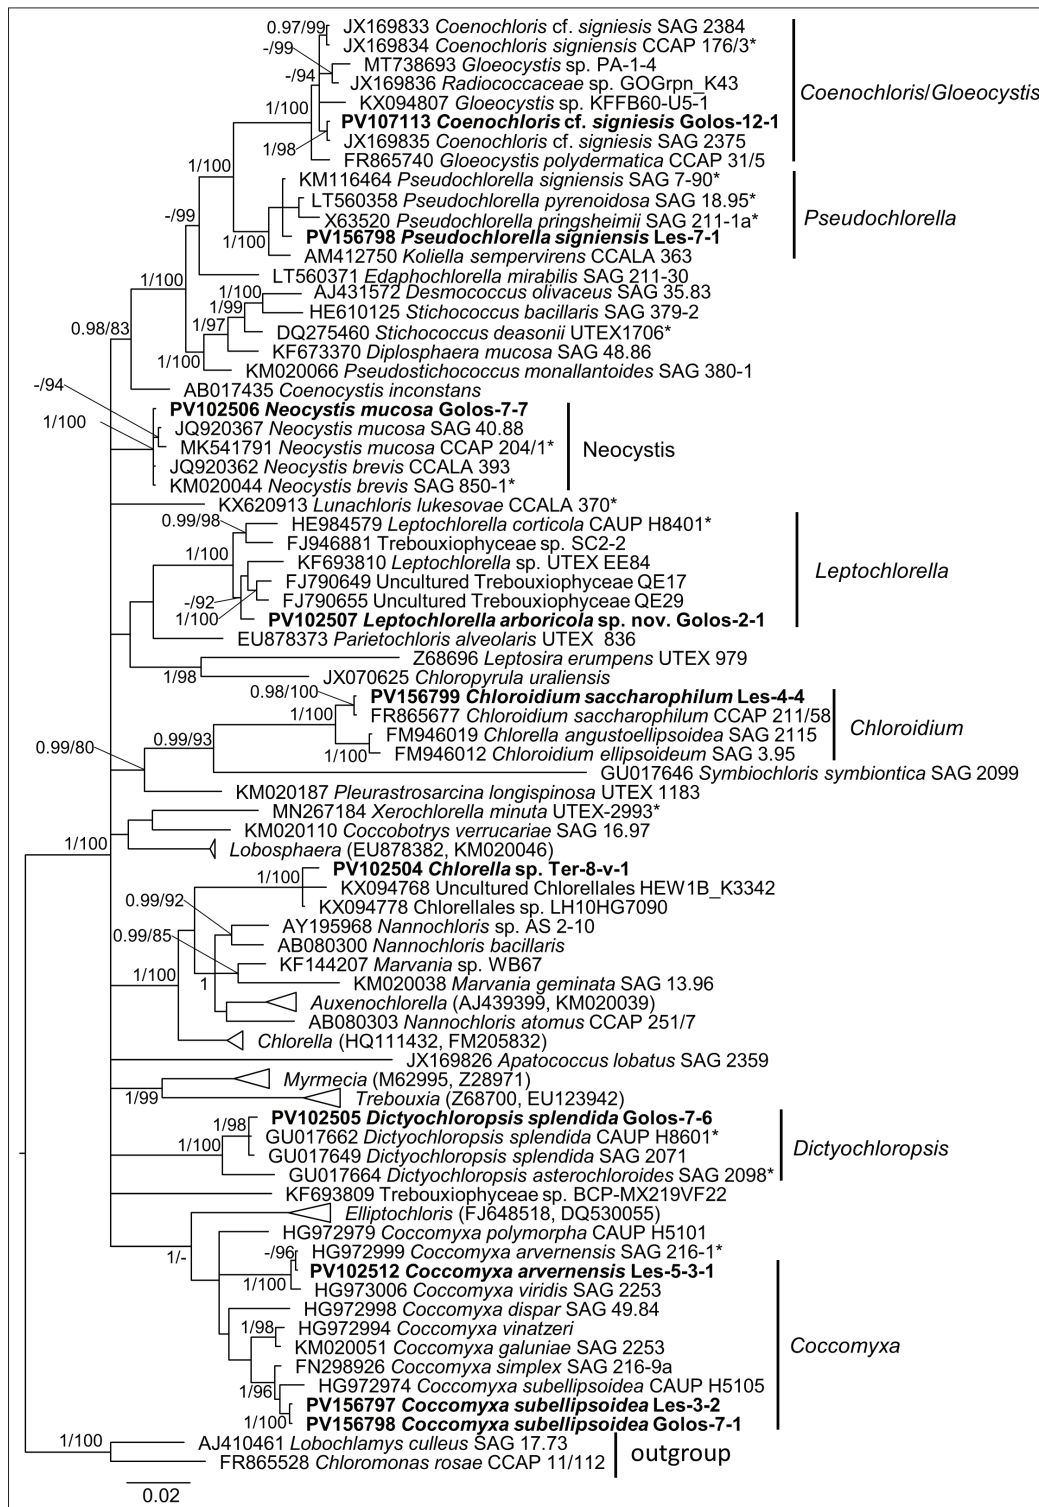 0.97/99
JX169833 Coenochloris cf. signiesis SAG 2384
JX169834 Coenochloris signiensis CCAP 176/3*
-/99
MT738693 Gloeocystis sp. PA-1-4
-/94
JX169836 Radiococcaceae sp. GOGrpn_K43
Coenochloris/Gloeocystis
KX094807 Gloeocystis sp. KFFB60-U5-1
1/100
PV107113 Coenochloris cf. signiesis Golos-12-1
JX169835 Coenochloris cf. signiesis SAG 2375
1/98
FR865740 Gloeocystis polydermatica CCAP 31/5
1/100
KM116464 Pseudochlorella signiensis SAG 7-90*
LT560358 Pseudochlorella pyrenoidosa SAG 18.95*
-/99
X63520 Pseudochlorella pringsheimii SAG 211-1a*
Pseudochlorella
1/100
PV156798 Pseudochlorella signiensis Les-7-1
AM412750 Koliella sempervirens CCALA 363
LT560371 Edaphochlorella mirabilis SAG 211-30
1/100
1/100
AJ431572 Desmococcus olivaceus SAG 35.83
1/99
HE610125 Stichococcus bacillaris SAG 379-2
0.98/83
1/97
DQ275460 Stichococcus deasonii UTEX1706*
KF673370 Diplosphaera mucosa SAG 48.86
1/100
KM020066 Pseudostichococcus monallantoides SAG 380-1
-/94
AB017435 Coenocystis inconstans
PV102506 Neocystis mucosa Golos-7-7
1/100
JQ920367 Neocystis mucosa SAG 40.88
MK541791 Neocystis mucosa CCAP 204/1*
Neocystis
JQ920362 Neocystis brevis CCALA 393
KM020044 Neocystis brevis SAG 850-1*
KX620913 Lunachloris lukesovae CCALA 370*
0.99/98
HE984579 Leptochlorella corticola CAUP H8401*
FJ946881 Trebouxiophyceae sp. SC2-2
1/100
KF693810 Leptochlorella sp. UTEX EE84
Leptochlorella
FJ790649 Uncultured Trebouxiophyceae QE17
-/92
FJ790655 Uncultured Trebouxiophyceae QE29
1/100
PV102507 Leptochlorella arboricola sp. nov. Golos-2-1
EU878373 Parietochloris alveolaris UTEX 836
Z68696 Leptosira erumpens UTEX 979
1/98
JX070625 Chloropyrula uraliensis
0.98/100
PV156799 Chloroidium saccharophilum Les-4-4
1/100
FR865677 Chloroidium saccharophilum CCAP 211/58
Chloroidium
0.99/80
0.99/93
FM946019 Chlorella angustoellipsoidea SAG 2115
1/100
FM946012 Chloroidium ellipsoideum SAG 3.95
GU017646 Symbiochloris symbiontica SAG 2099
KM020187 Pleurastrosarcina longispinosa UTEX 1183
MN267184 Xerochlorella minuta UTEX-2993*
KM020110 Coccobotrys verrucariae SAG 16.97
1/100
Lobosphaera (EU878382, KM020046)
PV102504 Chlorella sp. Ter-8-v-1
1/100
KX094768 Uncultured Chlorellales HEW1B_K3342
0.99/92
KX094778 Chlorellales sp. LH10HG7090
AY195968 Nannochloris sp. AS 2-10
0.99/85
AB080300 Nannochloris bacillaris
KF144207 Marvania sp. WB67
1/100
1
KM020038 Marvania geminata SAG 13.96
Auxenochlorella (AJ439399, KM020039)
AB080303 Nannochloris atomus CCAP 251/7
Chlorella (HQ111432, FM205832)
JX169826 Apatococcus lobatus SAG 2359
Myrmecia (M62995, Z28971)
1/99
Trebouxia (Z68700, EU123942)
1/98
PV102505 Dictyochloropsis splendida Golos-7-6
1/100
GU017662 Dictyochloropsis splendida CAUP H8601*
Dictyochloropsis
GU017649 Dictyochloropsis splendida SAG 2071
GU017664 Dictyochloropsis asterochloroides SAG 2098*
KF693809 Trebouxiophyceae sp. BCP-MX219VF22
Elliptochloris (FJ648518, DQ530055)
HG972979 Coccomyxa polymorpha CAUP H5101
1/-
-/96
HG972999 Coccomyxa arvernensis SAG 216-1*
1/100
PV102512 Coccomyxa arvernensis Les-5-3-1
HG973006 Coccomyxa viridis SAG 2253
HG972998 Coccomyxa dispar SAG 49.84
1/98
HG972994 Coccomyxa vinatzeri
Coccomyxa
KM020051 Coccomyxa galuniae SAG 2253
FN298926 Coccomyxa simplex SAG 216-9a
1/96
HG972974 Coccomyxa subellipsoidea CAUP H5105
PV156797 Coccomyxa subellipsoidea Les-3-2
1/100
PV156798 Coccomyxa subellipsoidea Golos-7-1
1/100
AJ410461 Lobochlamys culleus SAG 17.73
outgroup
FR865528 Chloromonas rosae CCAP 11/112
0.02